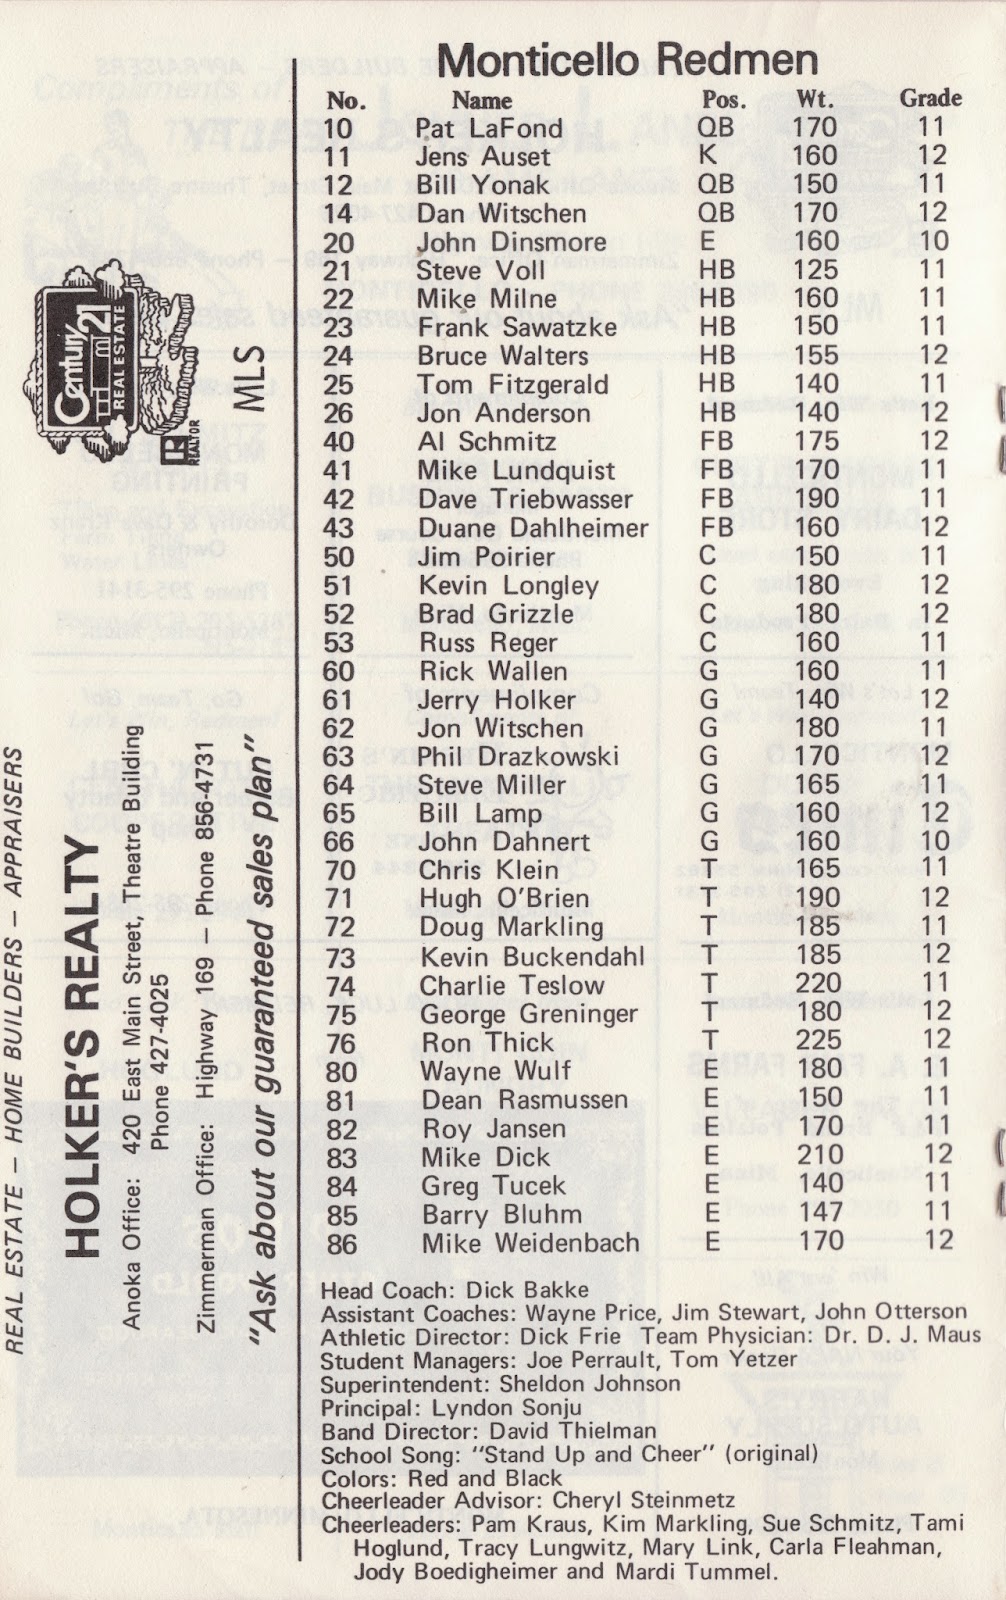 Monticello Redmen
No. Name Pos. Wt. Grade
10 Pat LaFond QB 170 11
11 Jens Auset K 160 12
12 Bill Yonak QB 150 11
14 Dan Witschen QB 170 12
20 John Dinsmore E 160 10
21 Steve Voll HB 125 11
22 Mike Milne HB 160 11
23 Frank Sawatzke HB 150 11
24 Bruce Walters HB 155 12
25 Tom Fitzgerald HB 140 11
26 Jon Anderson HB 140 12
40 Al Schmitz FB 175 12
41 Mike Lundquist FB 170 11
42 Dave Triebwasser FB 190 11
43 Duane Dahlheimer FB 160 12
50 Jim Poirier C 150 11
51 Kevin Longley C 180 12
52 Brad Grizzle C 180 12
53 Russ Reger C 160 11
60 Rick Wallen G 160 11
61 Jerry Holker G 140 12
62 Jon Witschen G 180 11
63 Phil Drazkowski G 170 12
64 Steve Miller G 165 11
65 Bill Lamp G 160 12
66 John Dahnert G 160 10
70 Chris Klein T 165 11
71 Hugh O'Brien T 190 12
72 Doug Markling T 185 11
73 Kevin Buckendahl T 185 12
74 Charlie Teslow T 220 11
75 George Greninger T 180 12
76 Ron Thick T 225 12
80 Wayne Wulf E 180 11
81 Dean Rasmussen E 150 11
82 Roy Jansen E 170 11
83 Mike Dick E 210 12
84 Greg Tucek E 140 11
85 Barry Bluhm E 147 11
86 Mike Weidenbach E 170 12
Head Coach: Dick Bakke
Assistant Coaches: Wayne Price, Jim Stewart, John Otterson
Athletic Director: Dick Frie Team Physician: Dr. D. J. Maus
Student Managers: Joe Perrault, Tom Yetzer
Superintendent: Sheldon Johnson
Principal: Lyndon Sonju
Band Director: David Thielman
School Song: "Stand Up and Cheer" (original)
Colors: Red and Black
Cheerleader Advisor: Cheryl Steinmetz
Cheerleaders: Pam Kraus, Kim Markling, Sue Schmitz, Tami
Hoglund, Tracy Lungwitz, Mary Link, Carla Fleahman,
Jody Boedigheimer and Mardi Tummel.
REAL ESTATE – HOME BUILDERS – APPRAISERS
HOLKER'S REALTY
Anoka Office: 420 East Main Street, Theatre Building
Phone 427-4025
Zimmerman Office: Highway 169 – Phone 856-4731
"Ask about our guaranteed sales plan"
Century 21
REAL ESTATE
R
REALTOR
MLS